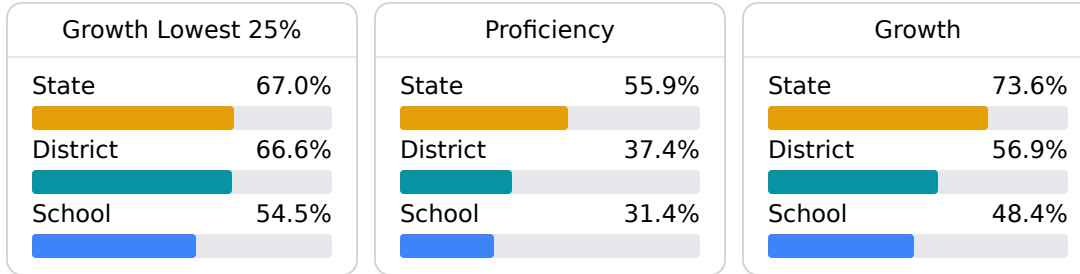 Growth Lowest 25%
State 67.0%
District 66.6%
School 54.5%
Proficiency
State 55.9%
District 37.4%
School 31.4%
Growth
State 73.6%
District 56.9%
School 48.4%